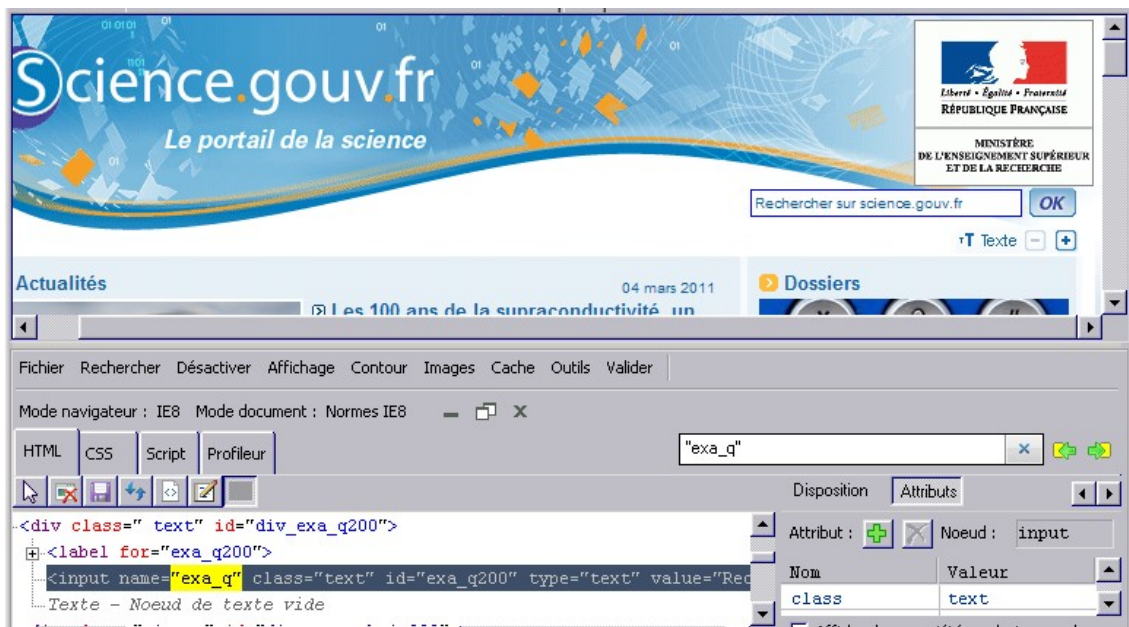 Science.gouv.fr
Le portail de la science
Liberté • Égalité • Fraternité
RÉPUBLIQUE FRANÇAISE
MINISTÈRE
DE L'ENSEIGNEMENT SUPÉRIEUR
ET DE LA RECHERCHE
Rechercher sur science.gouv.fr OK
тT Texte − +
Actualités
04 mars 2011
Les 100 ans de la supraconductivité, un
Dossiers
Fichier Rechercher Désactiver Affichage Contour Images Cache Outils Valider
Mode navigateur : IE8 Mode document : Normes IE8
HTML CSS Script Profileur
"exa_q"
Disposition Attributs
<div class=" text" id="div_exa_q200">
<label for="exa_q200">
<input name="exa_q" class="text" id="exa_q200" type="text" value="Rec
Texte - Noeud de texte vide
Attribut : Noeud : input
Nom Valeur
class text